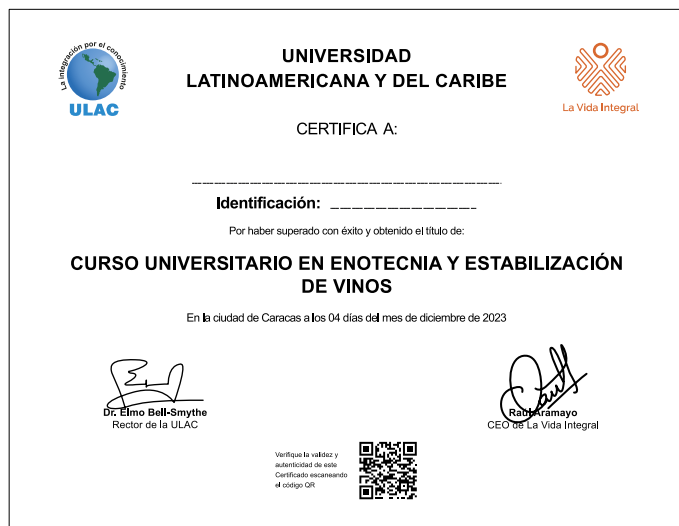 La integración por el conocimiento
ULAC
UNIVERSIDAD
LATINOAMERICANA Y DEL CARIBE
La Vida Integral
CERTIFICA A:
Identificación:
Por haber superado con éxito y obtenido el título de:
CURSO UNIVERSITARIO EN ENOTECNIA Y ESTABILIZACIÓN
DE VINOS
En la ciudad de Caracas a los 04 días del mes de diciembre de 2023
Dr. Elmo Bell-Smythe
Rector de la ULAC
Raúl Aramayo
CEO de La Vida Integral
Verifique la validez y
autenticidad de este
Certificado escaneando
el código QR